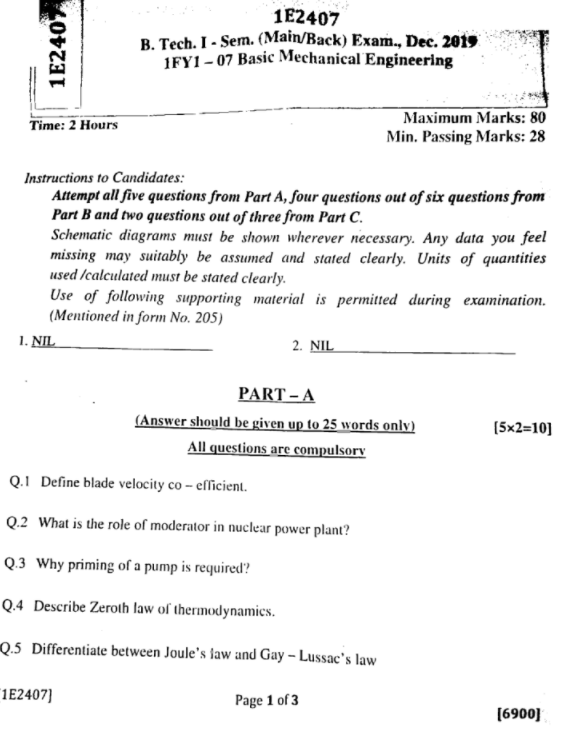 1E2407
1E2407
B. Tech. I - Sem. (Main/Back) Exam., Dec. 2019
1FY1 – 07 Basic Mechanical Engineering
Time: 2 Hours
Maximum Marks: 80
Min. Passing Marks: 28
Instructions to Candidates:
Attempt all five questions from Part A, four questions out of six questions from
Part B and two questions out of three from Part C.
Schematic diagrams must be shown wherever necessary. Any data you feel
missing may suitably be assumed and stated clearly. Units of quantities
used /calculated must be stated clearly.
Use of following supporting material is permitted during examination.
(Mentioned in form No. 205)
1. NIL
2. NIL
PART – A
(Answer should be given up to 25 words only)
[5×2=10]
All questions are compulsory
Q.1 Define blade velocity co – efficient.
Q.2 What is the role of moderator in nuclear power plant?
Q.3 Why priming of a pump is required?
Q.4 Describe Zeroth law of thermodynamics.
Q.5 Differentiate between Joule's law and Gay – Lussac's law
1E2407]
Page 1 of 3
[6900]